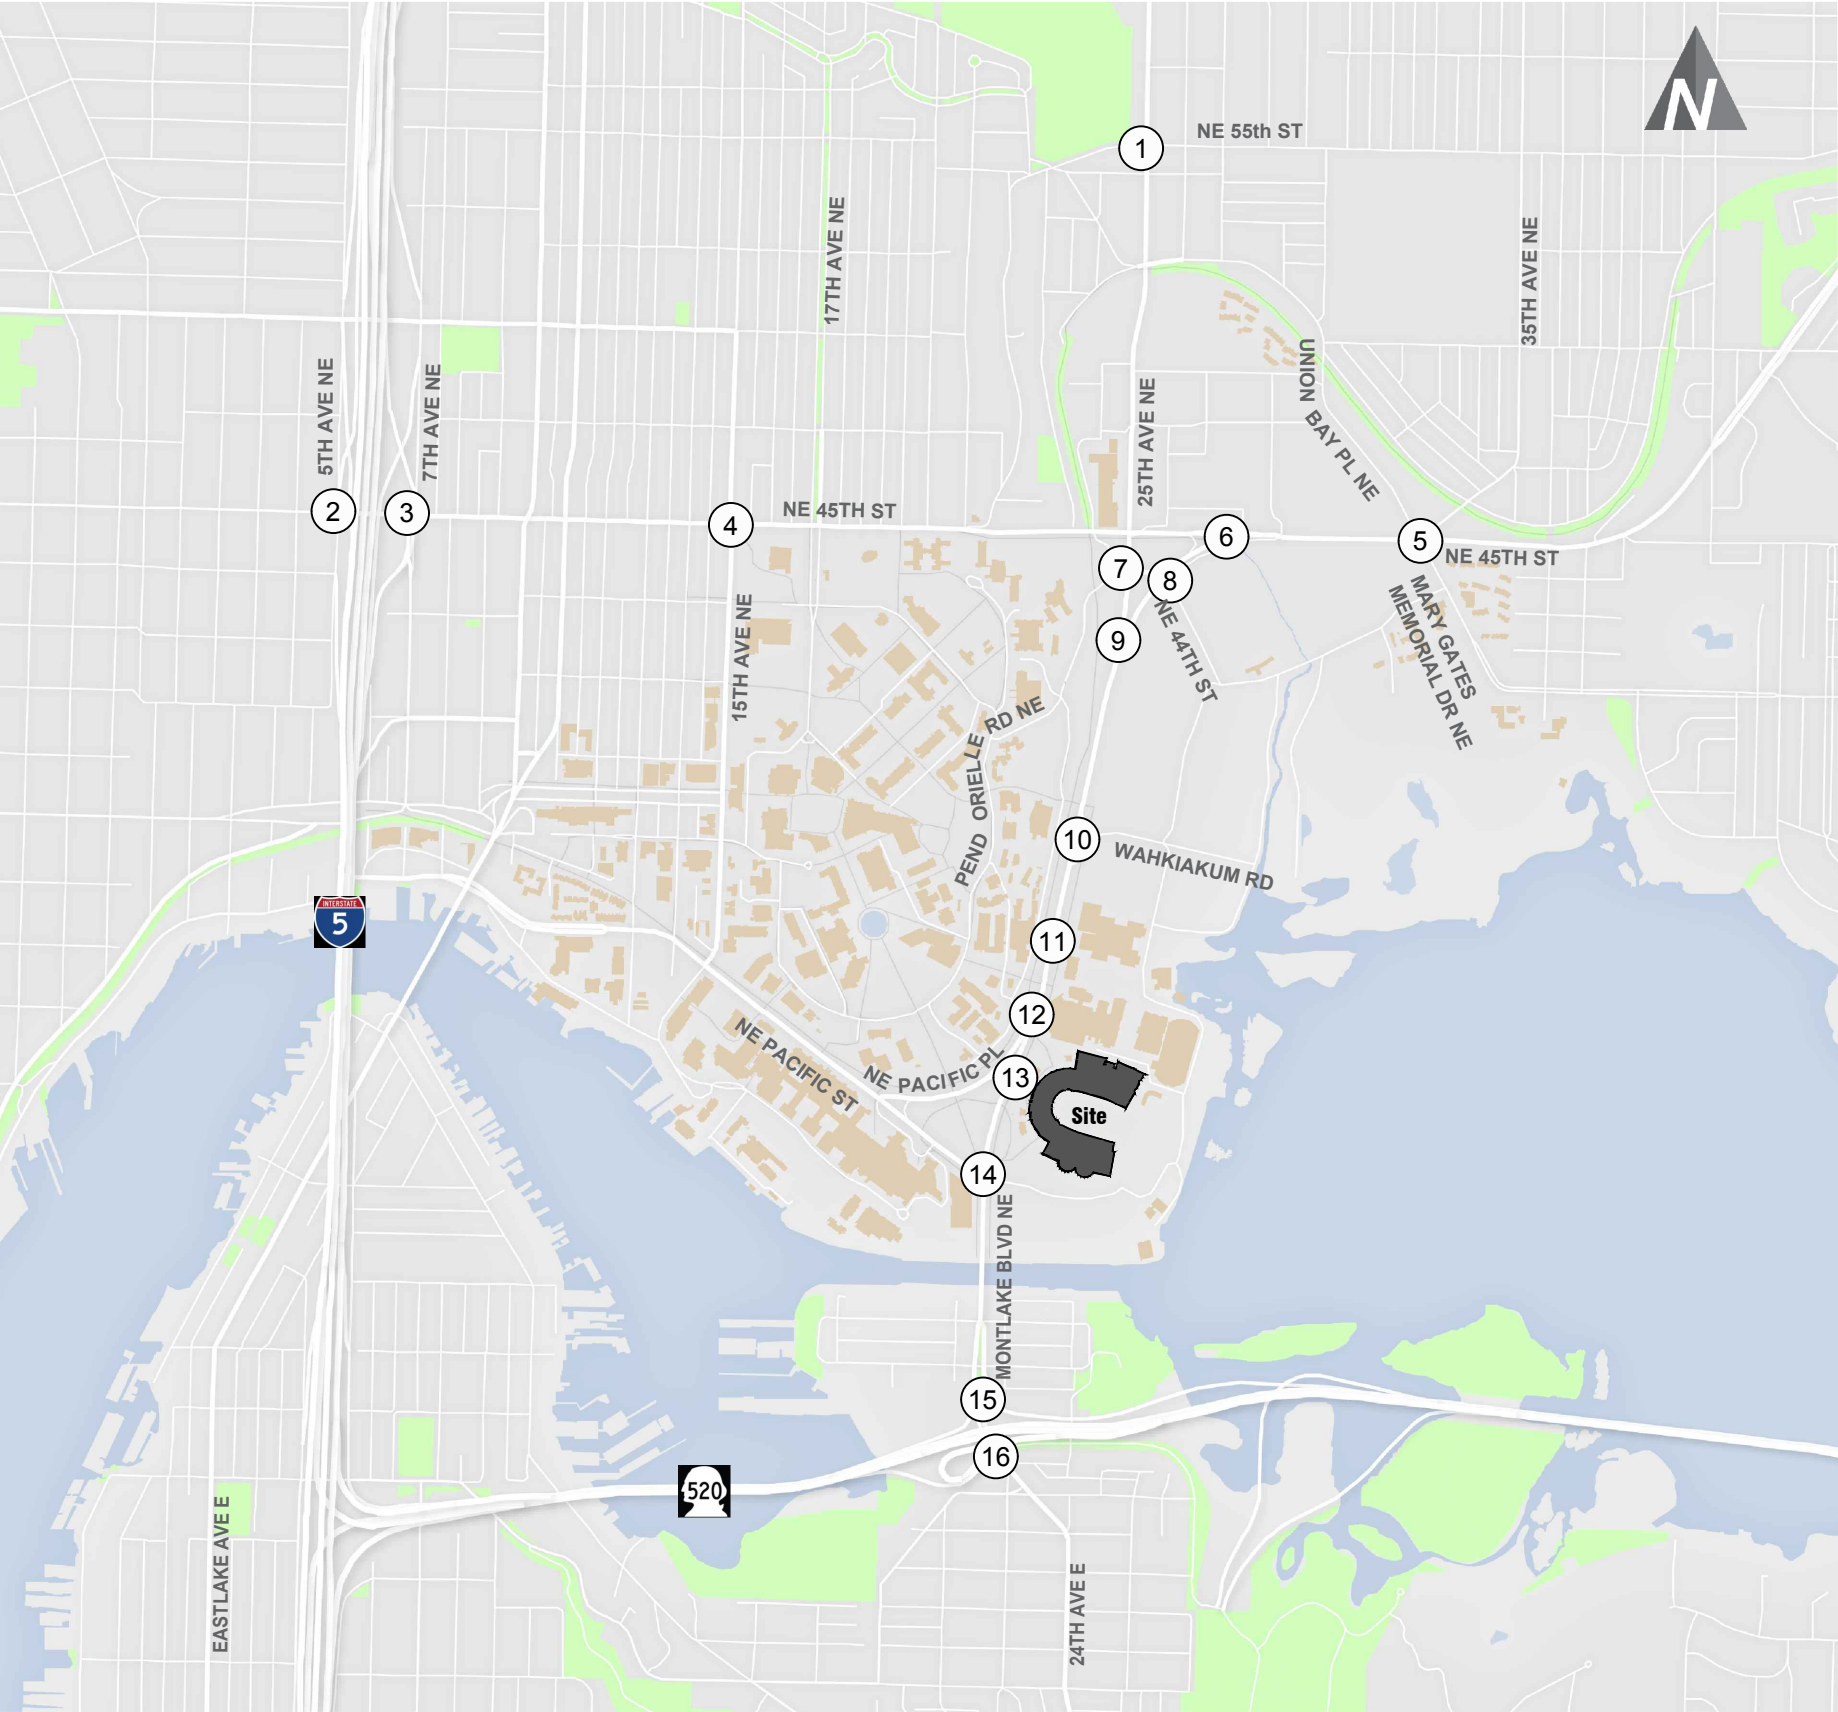 N
1
NE 55th ST
17TH AVE NE
35TH AVE NE
5TH AVE NE
7TH AVE NE
25TH AVE NE
UNION
BAY PL NE
2
3
4
NE 45TH ST
6
5
NE 45TH ST
7
8
9
NE 44TH ST
MARY GATES
MEMORIAL DR NE
15TH AVE NE
PEND ORIELLE RD NE
10
WAHKIAKUM RD
INTERSTATE
5
11
12
NE PACIFIC ST
NE PACIFIC PL
13
Site
14
MONTLAKE BLVD NE
15
16
520
EASTLAKE AVE E
24TH AVE E